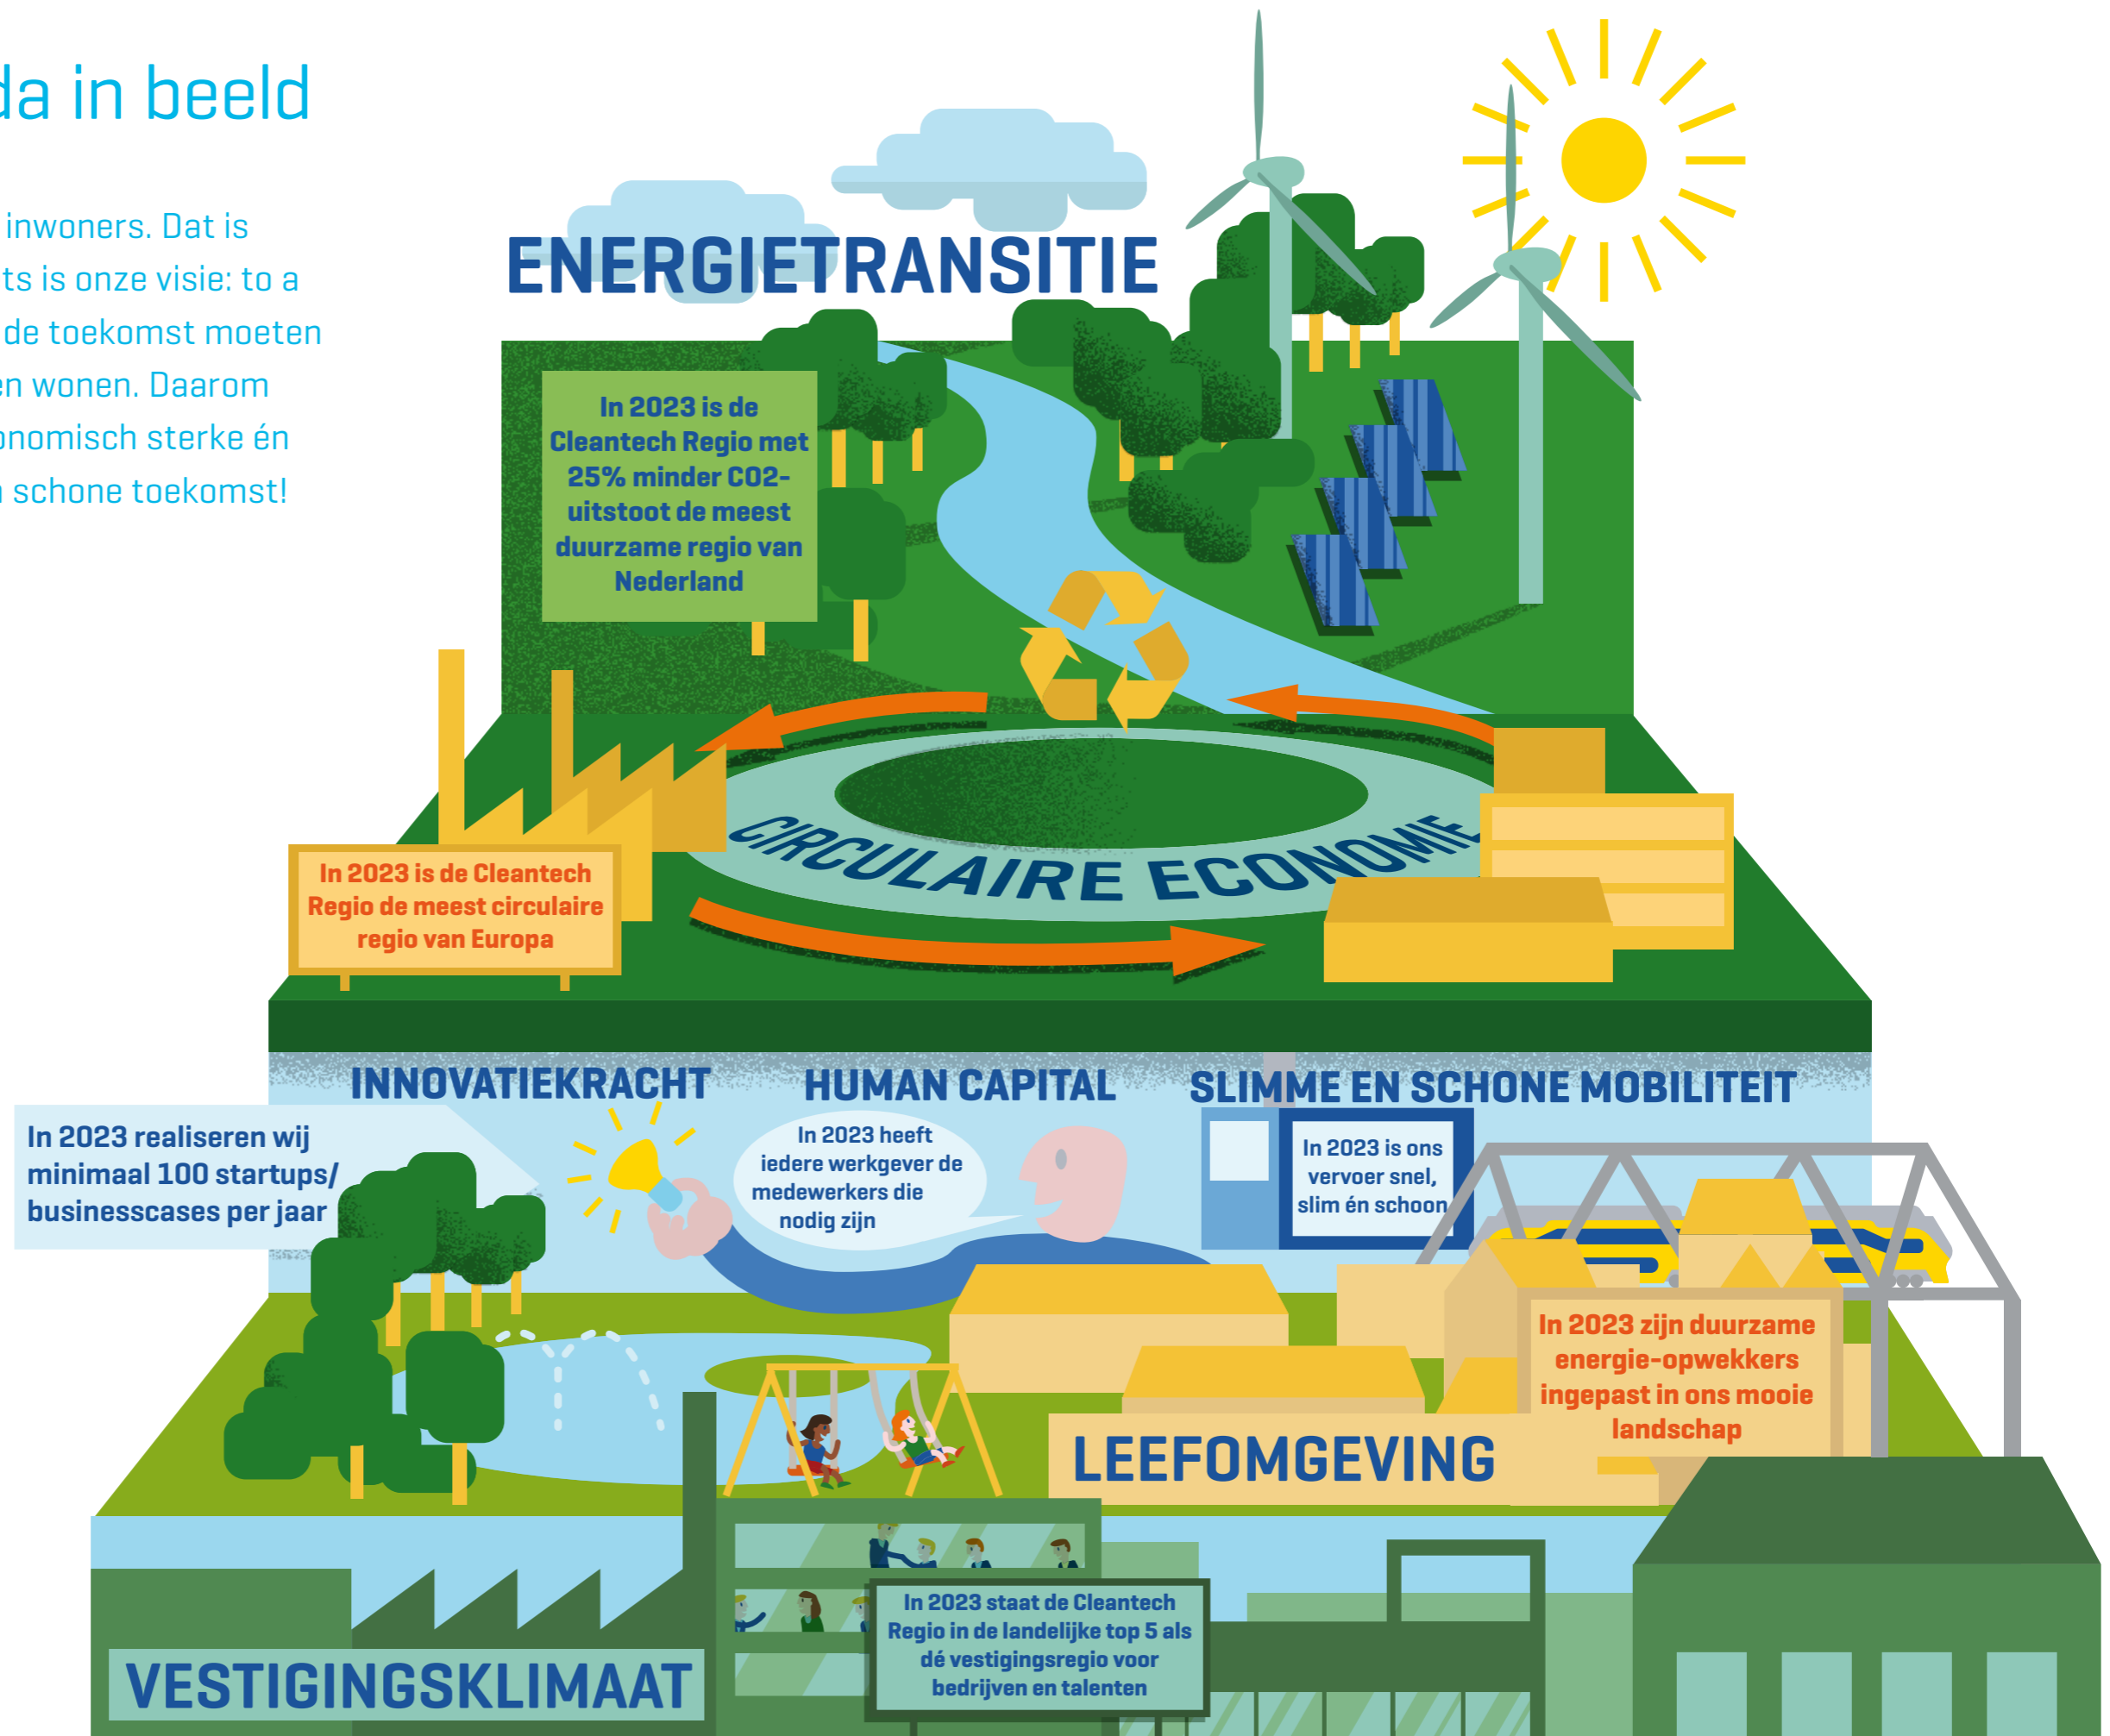 da in beeld
inwoners. Dat is
ts is onze visie: to a
de toekomst moeten
en wonen. Daarom
onomisch sterke én
schone toekomst!
ENERGIETRANSITIE
In 2023 is de
Cleantech Regio met
25% minder CO2-
uitstoot de meest
duurzame regio van
Nederland
CIRCULAIRE ECONOMIE
In 2023 is de Cleantech
Regio de meest circulaire
regio van Europa
INNOVATIEKRACHT
HUMAN CAPITAL
SLIMME EN SCHONE MOBILITEIT
In 2023 realiseren wij
minimaal 100 startups/
businesscases per jaar
In 2023 heeft
iedere werkgever de
medewerkers die
nodig zijn
In 2023 is ons
vervoer snel,
slim én schoon
In 2023 zijn duurzame
energie-opwekkers
ingepast in ons mooie
landschap
LEEFOMGEVING
In 2023 staat de Cleantech
Regio in de landelijke top 5 als
dé vestigingsregio voor
bedrijven en talenten
VESTIGINGSKLIMAAT